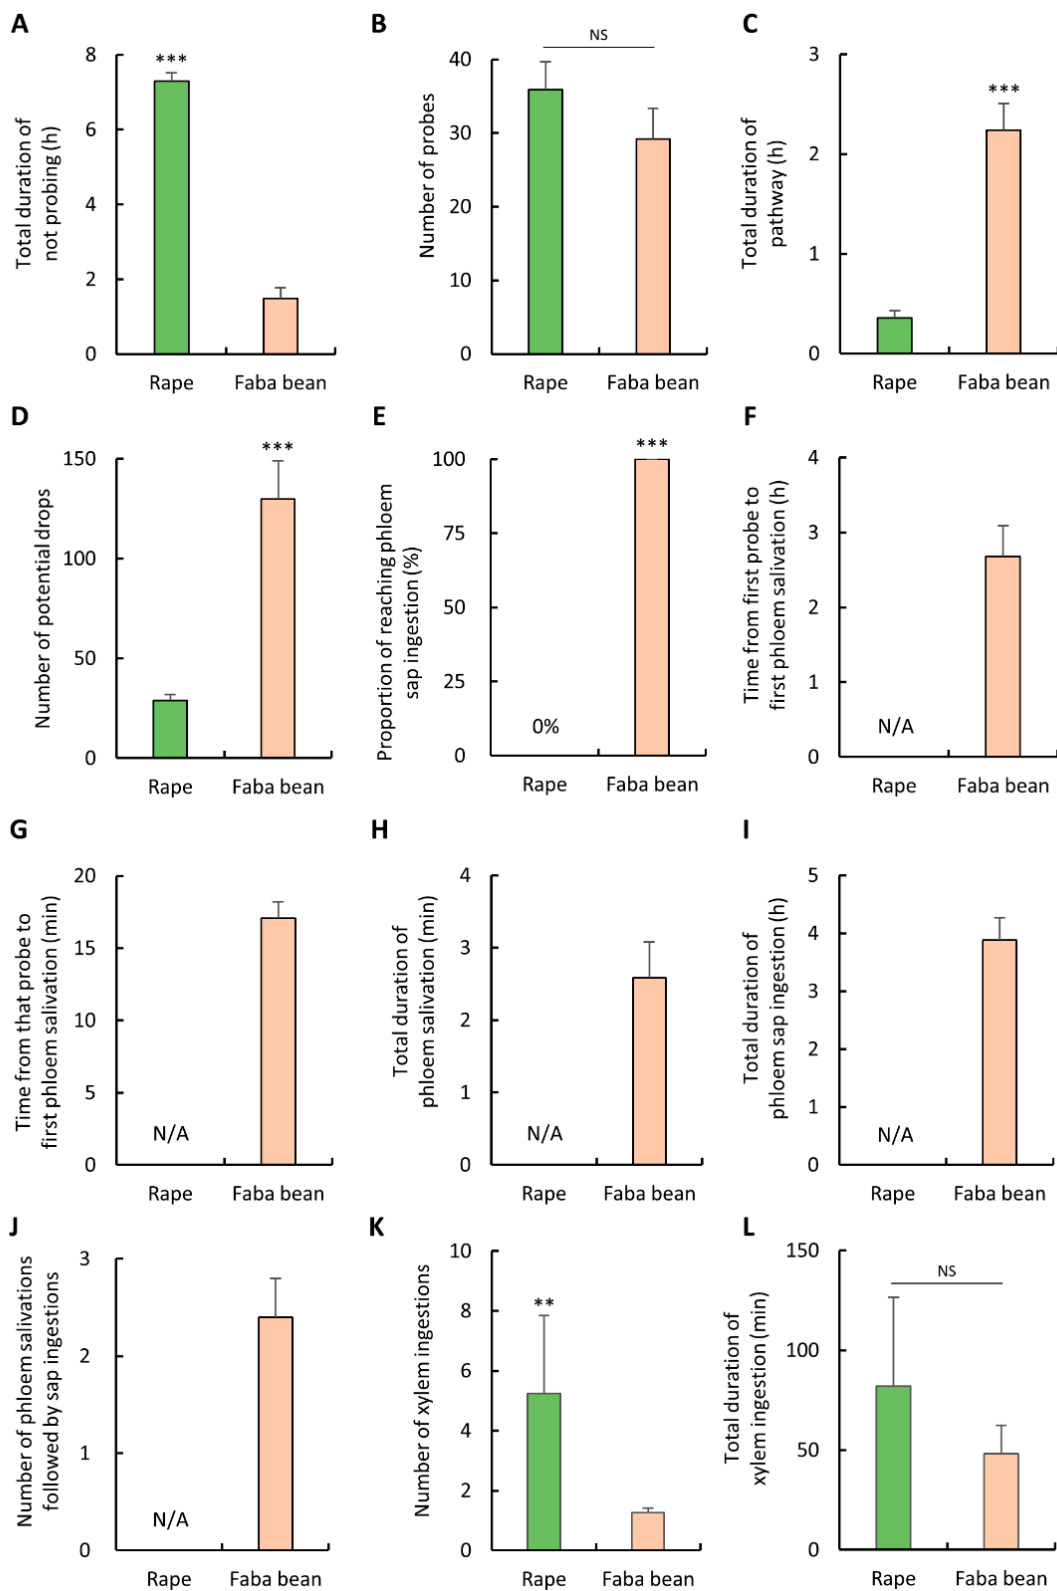 A
Total duration of
not probing (h)
8
6
4
2
0
***
Rape
Faba bean
B
Number of probes
40
30
20
10
0
NS
Rape
Faba bean
C
Total duration of
pathway (h)
3
2
1
0
***
Rape
Faba bean
D
Number of potential drops
150
100
50
0
***
Rape
Faba bean
E
Proportion of reaching phloem
sap ingestion (%)
100
75
50
25
0
0%
***
Rape
Faba bean
F
Time from first probe to
first phloem salivation (h)
4
3
2
1
0
N/A
Rape
Faba bean
G
Time from that probe to
first phloem salivation (min)
20
15
10
5
0
N/A
Rape
Faba bean
H
Total duration of
phloem salivation (min)
4
3
2
1
0
N/A
Rape
Faba bean
I
Total duration of
phloem sap ingestion (h)
5
4
3
2
1
0
N/A
Rape
Faba bean
J
Number of phloem salivations
followed by sap ingestions
3
2
1
0
N/A
Rape
Faba bean
K
Number of xylem ingestions
10
8
6
4
2
0
**
Rape
Faba bean
L
Total duration of
xylem ingestion (min)
150
100
50
0
NS
Rape
Faba bean